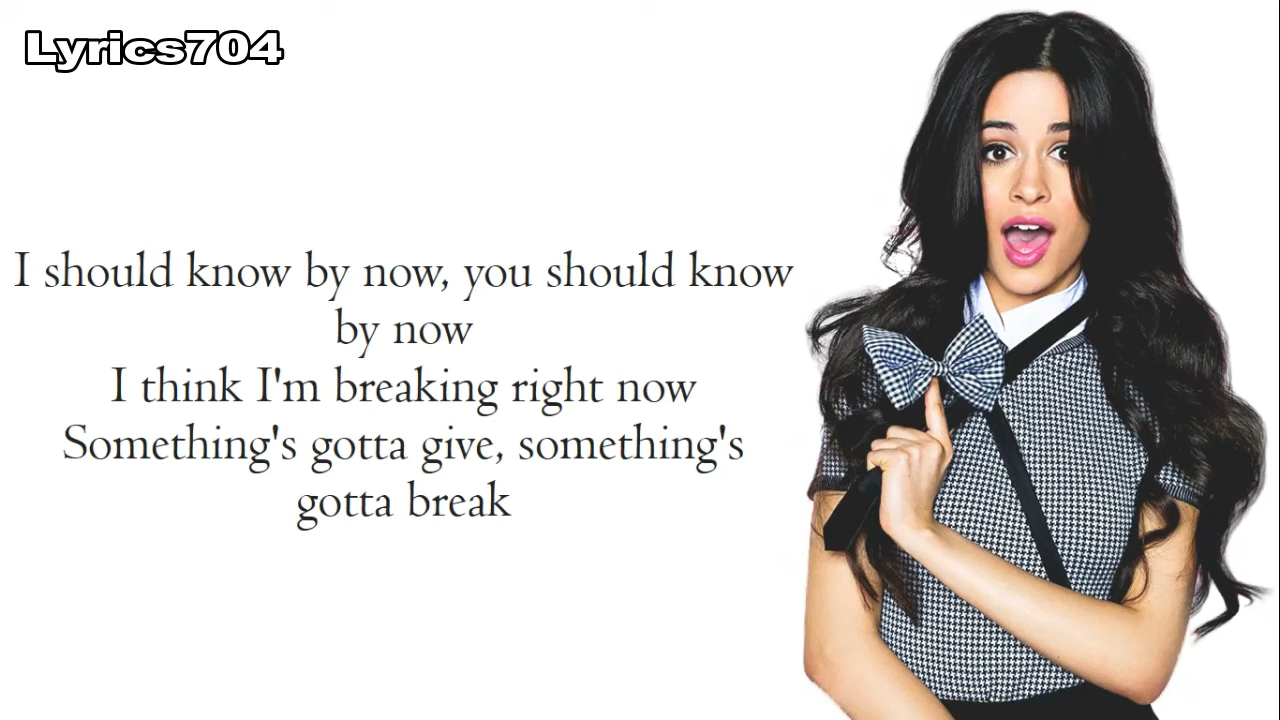 Lyrics704
I should know by now, you should know
by now
I think I'm breaking right now
Something's gotta give, something's
gotta break